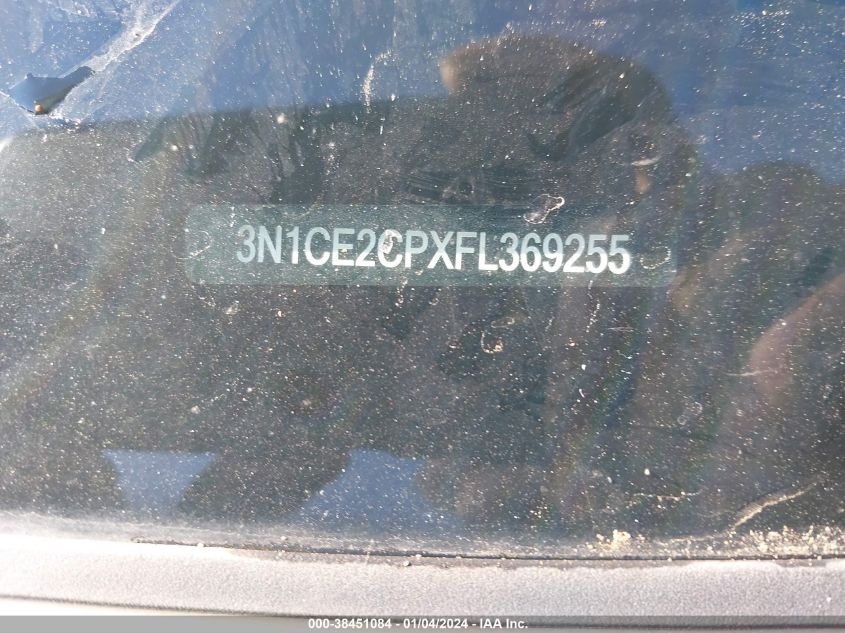 3N1CE2CPXFL369255
000-38451084 - 01/04/2024 - IAA Inc.